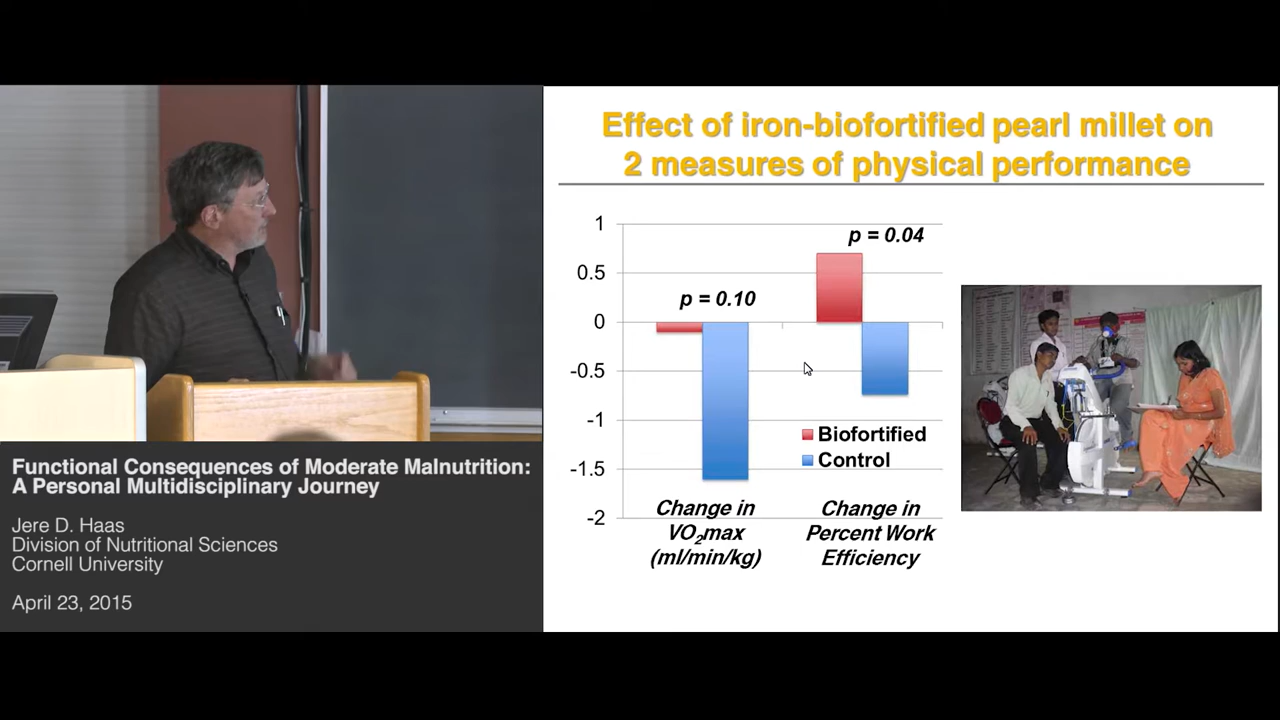 Effect of iron-biofortified pearl millet on
2 measures of physical performance
1
0.5
0
-0.5
-1
-1.5
-2
p = 0.10
p = 0.04
Biofortified
Control
Change in
VO2max
(ml/min/kg)
Change in
Percent Work
Efficiency
Functional Consequences of Moderate Malnutrition:
A Personal Multidisciplinary Journey
Jere D. Haas
Division of Nutritional Sciences
Cornell University
April 23, 2015